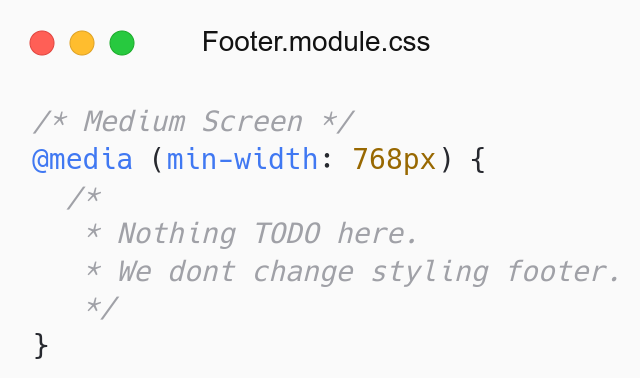 Footer.module.css
/* Medium Screen */
@media (min-width: 768px) {
  /*
   * Nothing TODO here.
   * We dont change styling footer.
   */
}